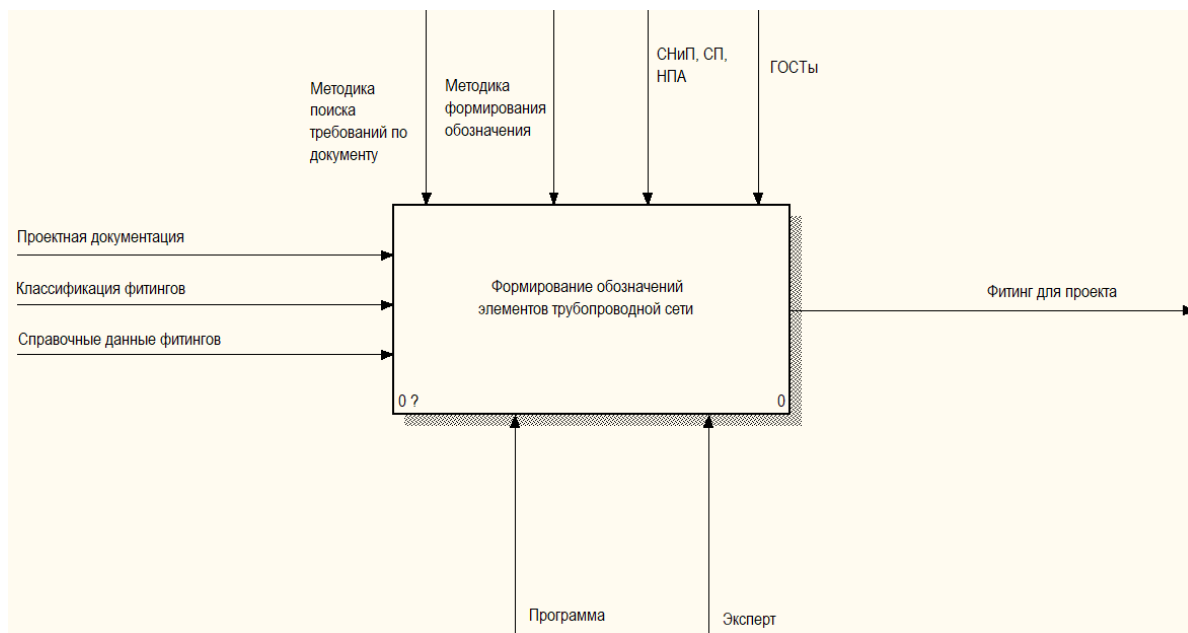 СНиП, СП,
НПА
ГОСТы
Методика
поиска
требований по
документу
Методика
формирования
обозначения
Проектная документация
Классификация фитингов
Справочные данные фитингов
Формирование обозначений
элементов трубопроводной сети
0 ?
0
Фитинг для проекта
Программа
Эксперт